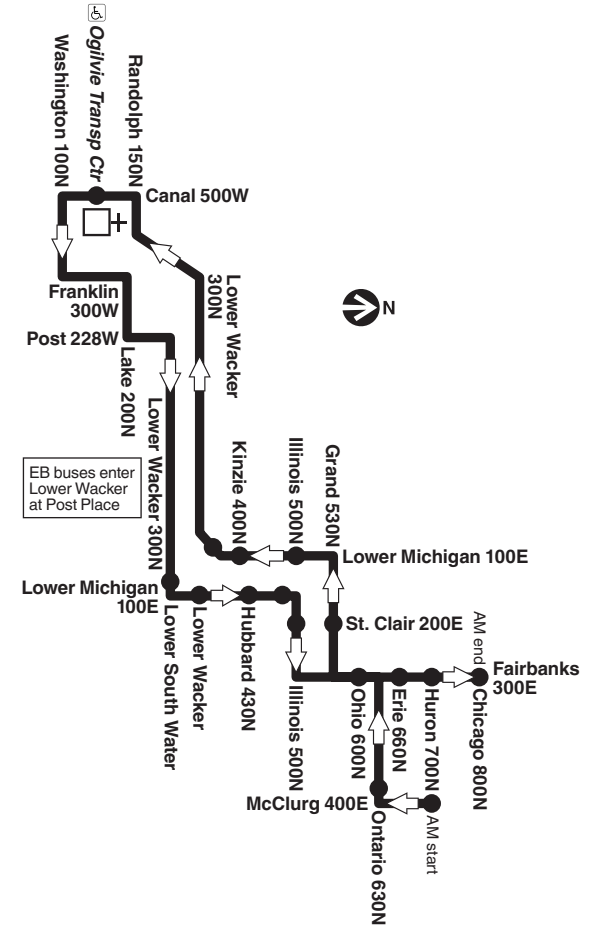 Ogilvie Transp Ctr
Washington 100N
Randolph 150N
Canal 500W
Franklin
300W
Post 228W
Lake 200N
Lower Wacker
300N
N
Lower Wacker 300N
EB buses enter
Lower Wacker
at Post Place
Kinzie 400N
Illinois 500N
Grand 530N
Lower Michigan 100E
Lower Michigan
100E
Lower South Water
Lower Wacker
Hubbard 430N
St. Clair 200E
AM end
Fairbanks
300E
Illinois 500N
Ohio 600N
Erie 660N
Huron 700N
Chicago 800N
McClurg 400E
Ontario 630N
AM start